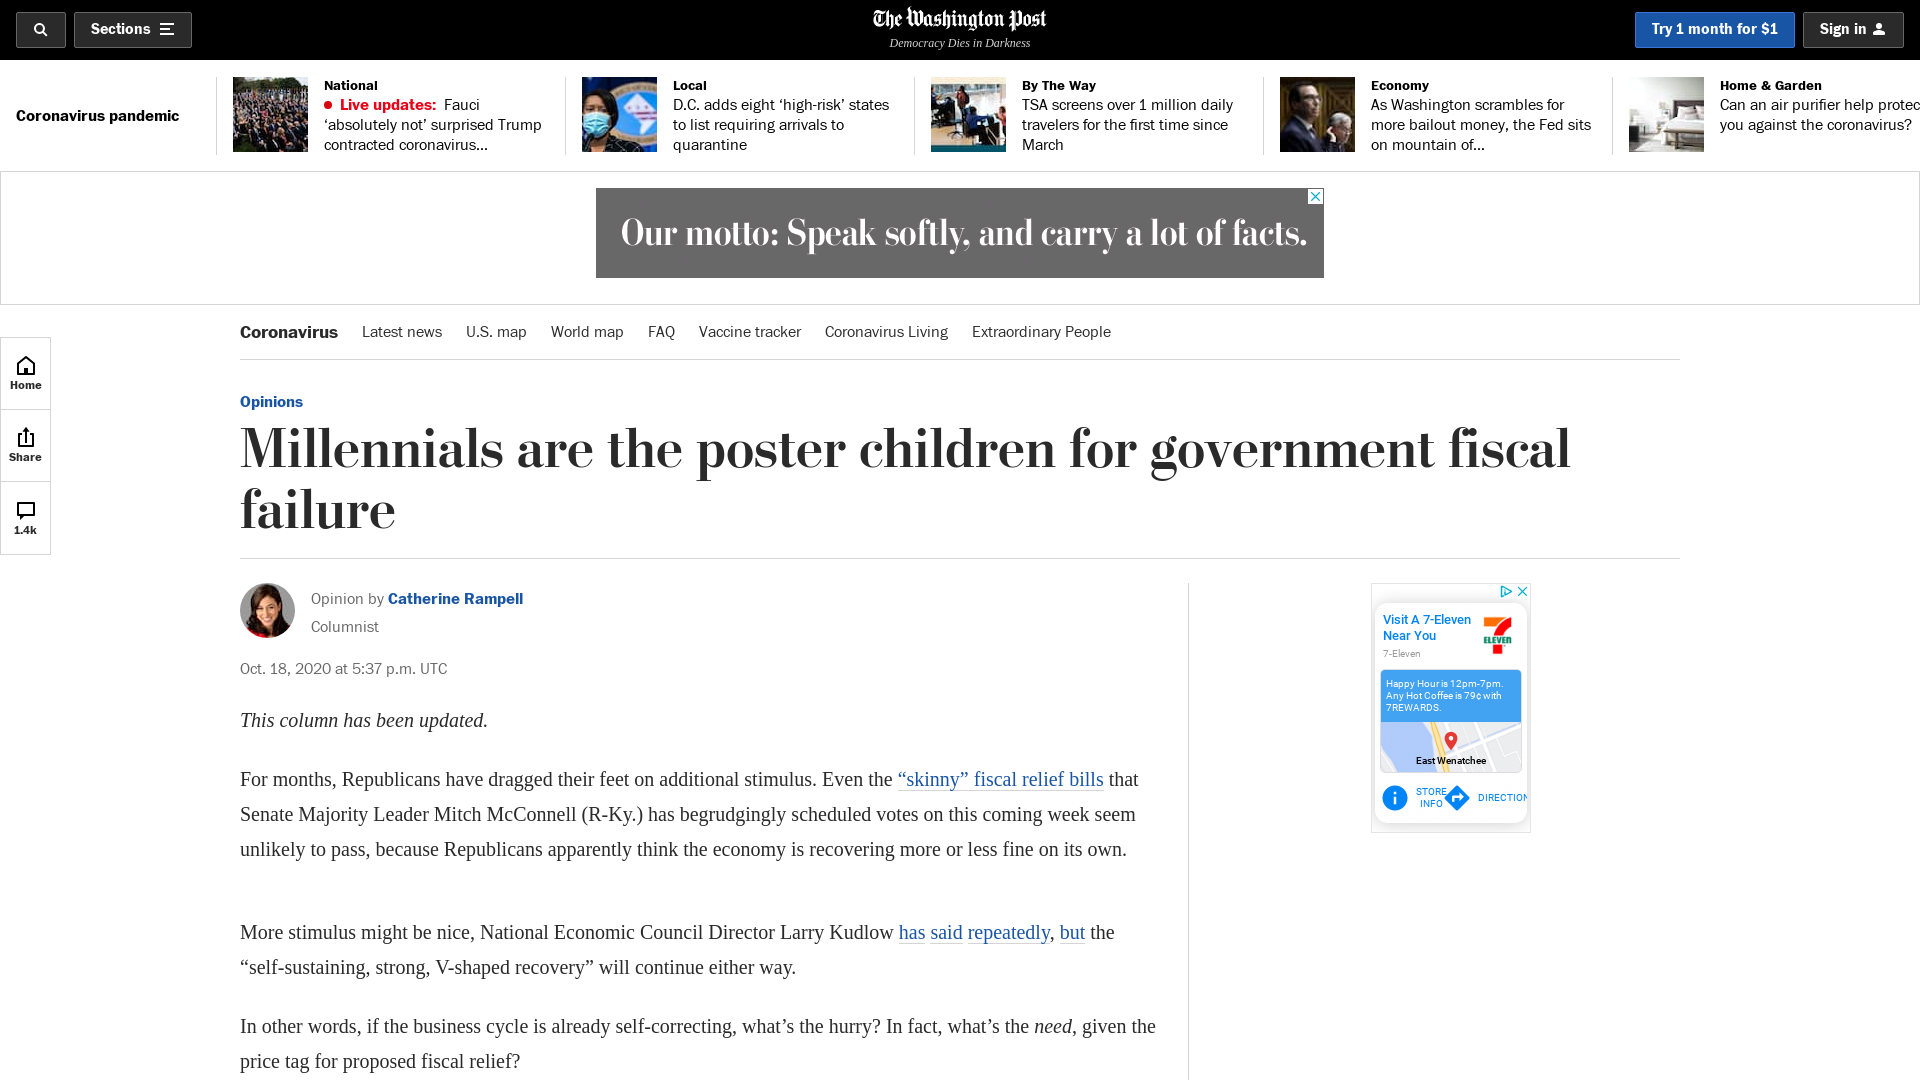 Sections
The Washington Post
Democracy Dies in Darkness
Try 1 month for $1
Sign in
Coronavirus pandemic
National
Live updates: Fauci
‘absolutely not’ surprised Trump
contracted coronavirus...
Local
D.C. adds eight ‘high-risk’ states
to list requiring arrivals to
quarantine
By The Way
TSA screens over 1 million daily
travelers for the first time since
March
Economy
As Washington scrambles for
more bailout money, the Fed sits
on mountain of...
Home & Garden
Can an air purifier help protec
you against the coronavirus?
Our motto: Speak softly, and carry a lot of facts.
Coronavirus
Latest news
U.S. map
World map
FAQ
Vaccine tracker
Coronavirus Living
Extraordinary People
Home
Share
1.4k
Opinions
Millennials are the poster children for government fiscal
failure
Opinion by Catherine Rampell
Columnist
Oct. 18, 2020 at 5:37 p.m. UTC
This column has been updated.
For months, Republicans have dragged their feet on additional stimulus. Even the “skinny” fiscal relief bills that
Senate Majority Leader Mitch McConnell (R-Ky.) has begrudgingly scheduled votes on this coming week seem
unlikely to pass, because Republicans apparently think the economy is recovering more or less fine on its own.
More stimulus might be nice, National Economic Council Director Larry Kudlow has said repeatedly, but the
“self-sustaining, strong, V-shaped recovery” will continue either way.
In other words, if the business cycle is already self-correcting, what’s the hurry? In fact, what’s the need, given the
price tag for proposed fiscal relief?
Visit A 7-Eleven
Near You
7-Eleven
ELEVEN
Happy Hour is 12pm-7pm.
Any Hot Coffee is 79¢ with
7REWARDS.
East Wenatchee
STORE
INFO
DIRECTION